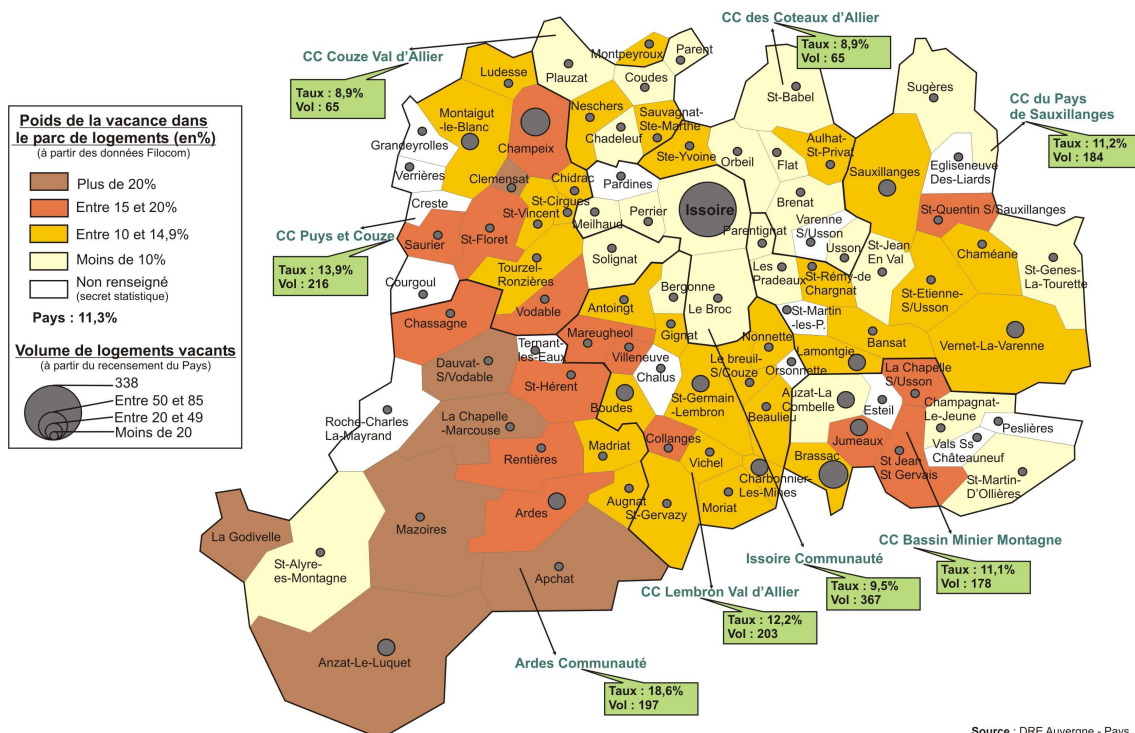 CC Couze Val d'Allier
Taux : 8,9%
Vol : 65
CC des Coteaux d'Allier
Taux : 8,9%
Vol : 65
CC du Pays
de Sauxillanges
Taux : 11,2%
Vol : 184
Poids de la vacance dans
le parc de logements (en%)
(à partir des données Filocom)
Plus de 20%
Entre 15 et 20%
Entre 10 et 14,9%
Moins de 10%
Non renseigné
(secret statistique)
Pays : 11,3%
Volume de logements vacants
(à partir du recensement du Pays)
338
Entre 50 et 85
Entre 20 et 49
Moins de 20
CC Puys et Couze
Taux : 13,9%
Vol : 216
Montpeyroux
Parent
Ludesse
Plauzat
Coudes
St-Babel
Sugères
Montaigut
-le-Blanc
Neschers
Sauvagnat-
Ste-Marthe
Grandeyrolles
Champeix
Chadeleuf
Ste-Yvoine
Orbeil
Flat
Aulhat-
St-Privat
Sauxillanges
Egliseneuve
Des-Liards
Verrières
Clemensat
Chidrac
Pardines
Creste
St-Cirgues
St-Vincent
Meilhaud
Perrier
Issoire
Brenat
Parentignat
Varenne
S/Usson
Usson
St-Quentin S/Sauxillanges
Saurier
St-Floret
Solignat
St-Jean
En Val
Chaméane
St-Genes-
La-Tourette
Courgoul
Tourzel-
Ronzières
Bergonne
Les
Pradeaux
St-Rémy-de
Chargnat
St-Etienne-
S/Usson
Vodable
Antoingt
Le Broc
St-Martin
-les-P.
Chassagne
Ternant-
les-Eaux
Mareugheol
Gignat
Nonnette
Bansat
Vernet-La-Varenne
Dauvat-
S/Vodable
Villeneuve
Chalus
Le breuil-
S/Couze
Orsonnette
Lamontgie
La Chapelle
S/Usson
St-Hérent
Boudes
St-Germain
-Lembron
Beaulieu
Auzat-La
Combelle
Esteil
Champagnat-
Le-Jeune
Peslières
Roche-Charles
La-Mayrand
La Chapelle
-Marcouse
Collanges
Jumeaux
Vals Ss
Châteauneuf
Rentières
Madriat
Vichel
Brassac
St Jean
St Gervais
St-Martin-
D'Ollières
Charbonnier-
Les-Mines
Ardes
Augnat
St-Gervazy
Moriat
Mazoires
La Godivelle
St-Alyre-
es-Montagne
Apchat
Anzat-Le-Luquet
CC Bassin Minier Montagne
Taux : 11,1%
Vol : 178
Issoire Communauté
Taux : 9,5%
Vol : 367
CC Lembron Val d'Allier
Taux : 12,2%
Vol : 203
Ardes Communauté
Taux : 18,6%
Vol : 197
Source : DRE Auvergne - Pays